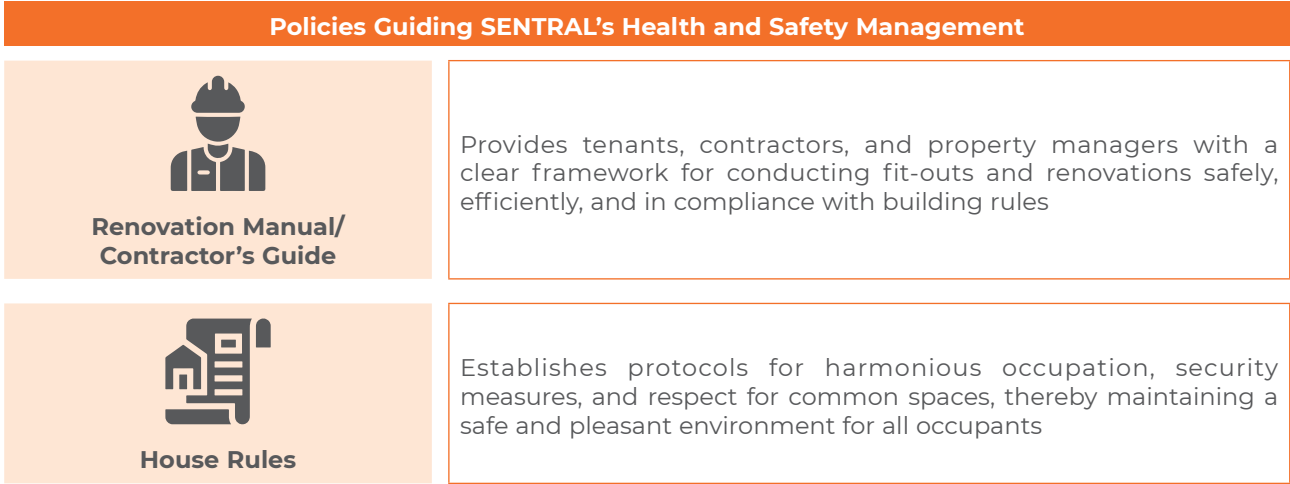 Policies Guiding SENTRAL’s Health and Safety Management
Renovation Manual/
Contractor’s Guide
Provides tenants, contractors, and property managers with a
clear framework for conducting fit-outs and renovations safely,
efficiently, and in compliance with building rules
House Rules
Establishes protocols for harmonious occupation, security
measures, and respect for common spaces, thereby maintaining a
safe and pleasant environment for all occupants